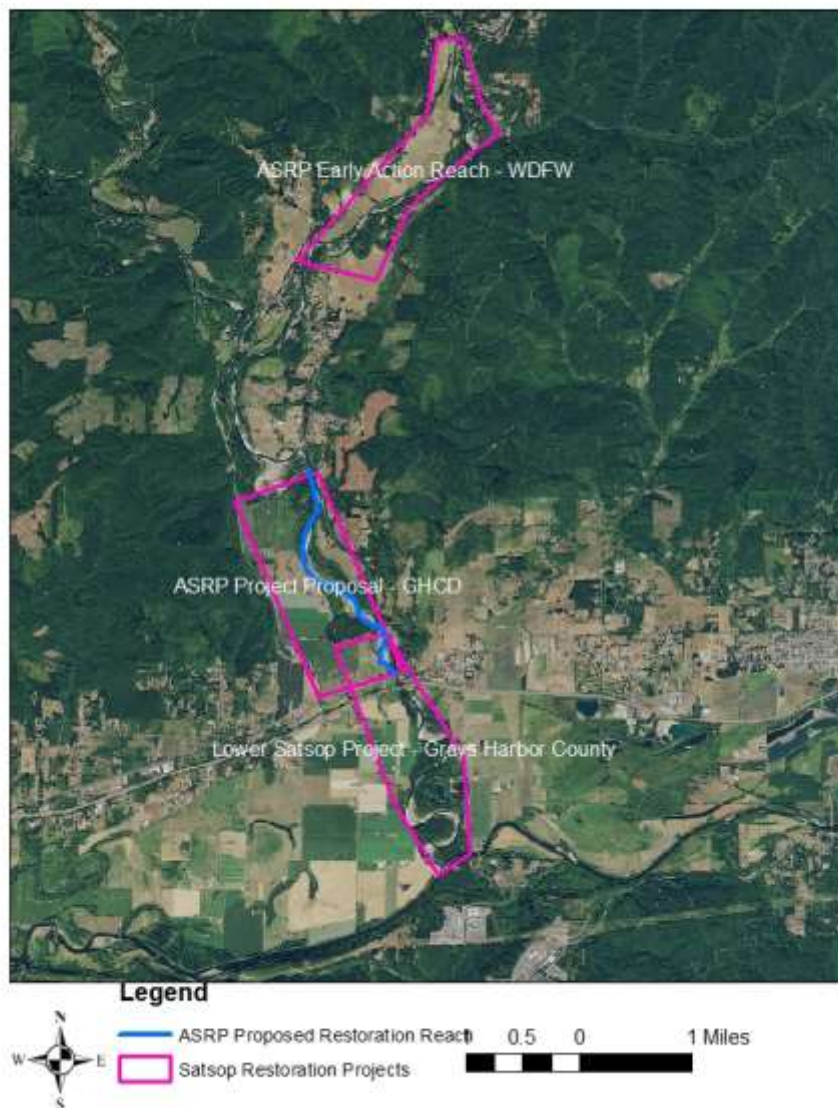 ASRP Early Action Reach - WDFW
ASRP Project Proposal - GHCD
Lower Satsop Project - Grays Harbor County
Legend
N
W E
S
ASRP Proposed Restoration Reach
Satsop Restoration Projects
1 0.5 0 1 Miles